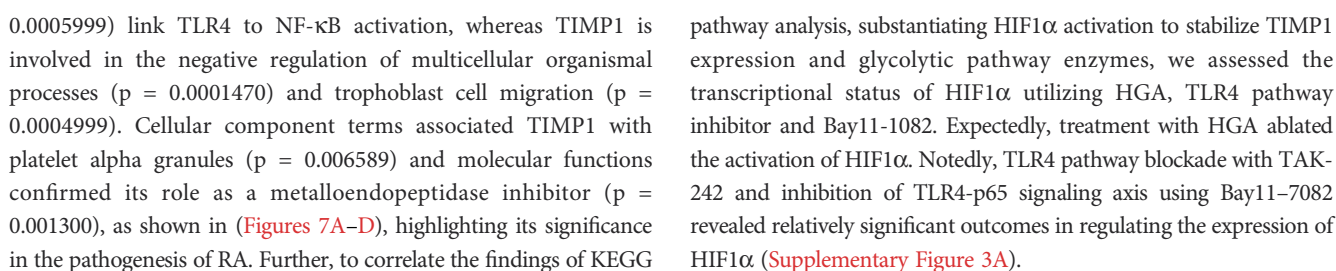 0.0005999) link TLR4 to NF-κB activation, whereas TIMP1 is
involved in the negative regulation of multicellular organismal
processes (p = 0.0001470) and trophoblast cell migration (p =
0.0004999). Cellular component terms associated TIMP1 with
platelet alpha granules (p = 0.006589) and molecular functions
confirmed its role as a metalloendopeptidase inhibitor (p =
0.001300), as shown in (Figures 7A–D), highlighting its significance
in the pathogenesis of RA. Further, to correlate the findings of KEGG
pathway analysis, substantiating HIF1α activation to stabilize TIMP1
expression and glycolytic pathway enzymes, we assessed the
transcriptional status of HIF1α utilizing HGA, TLR4 pathway
inhibitor and Bay11-1082. Expectedly, treatment with HGA ablated
the activation of HIF1α. Notedly, TLR4 pathway blockade with TAK-
242 and inhibition of TLR4-p65 signaling axis using Bay11–7082
revealed relatively significant outcomes in regulating the expression of
HIF1α (Supplementary Figure 3A).